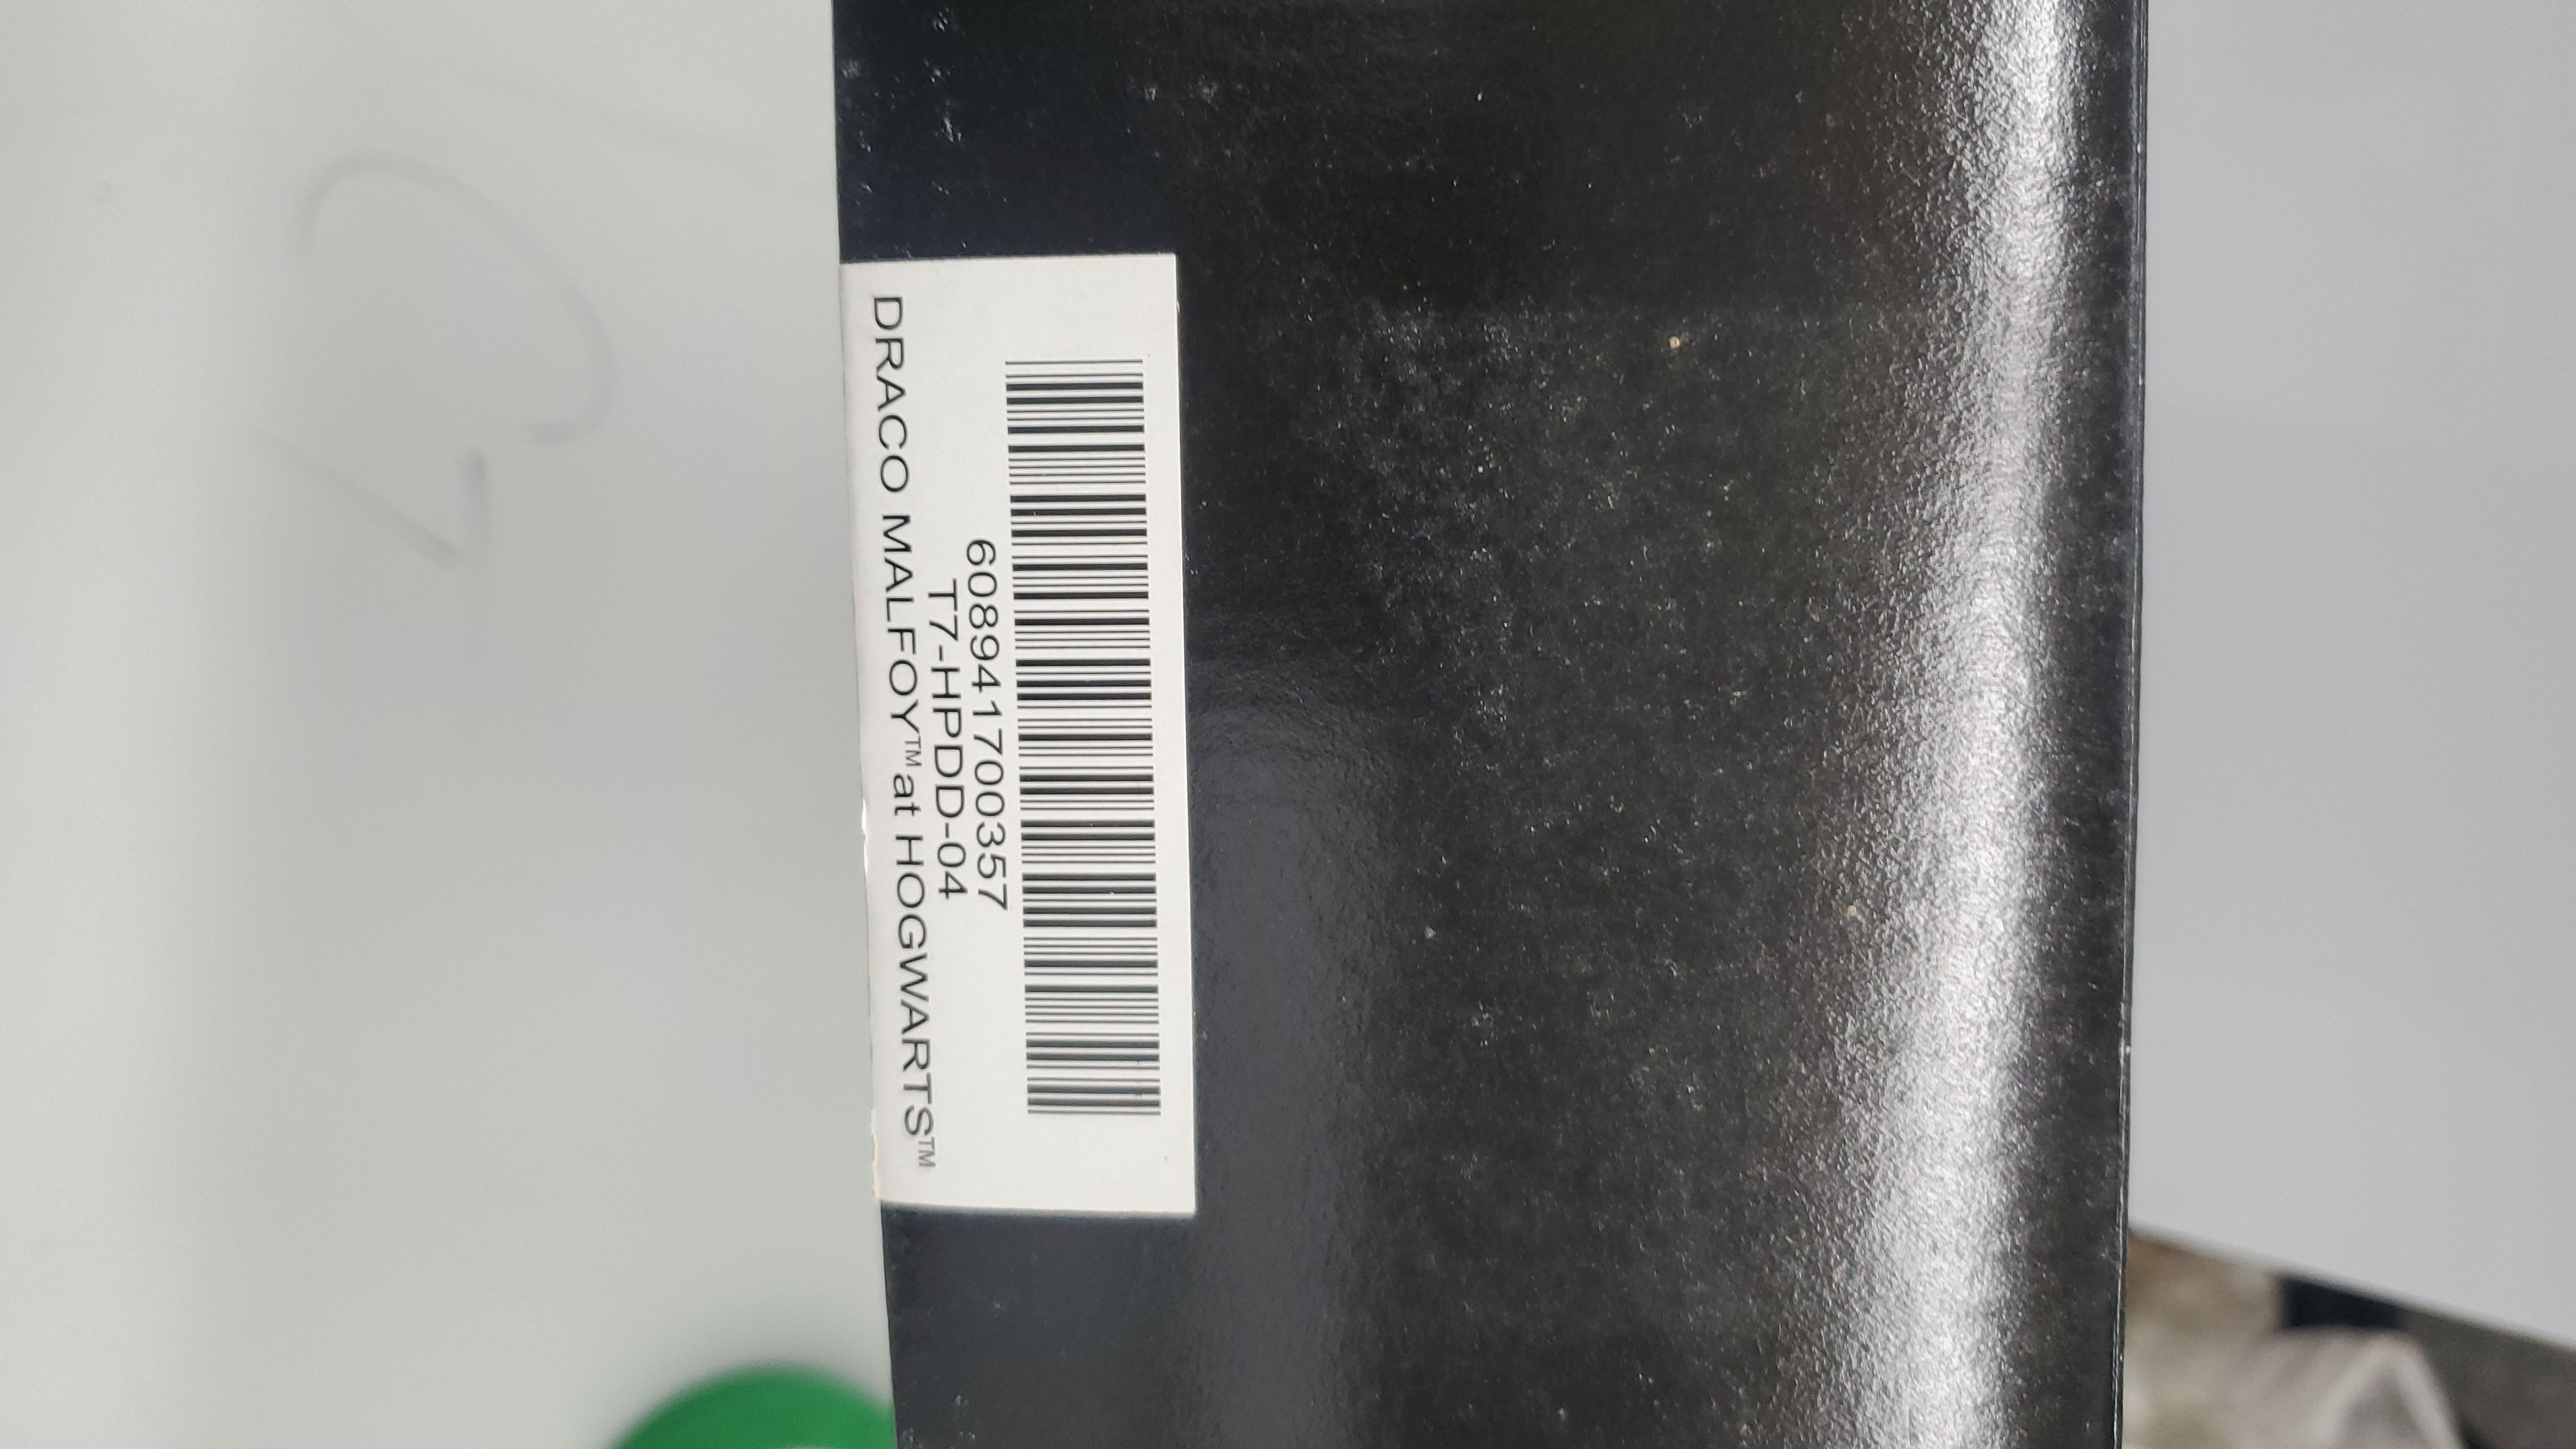 608941700357
T7-HPDD-04
DRACO MALFOY™ at HOGWARTS™